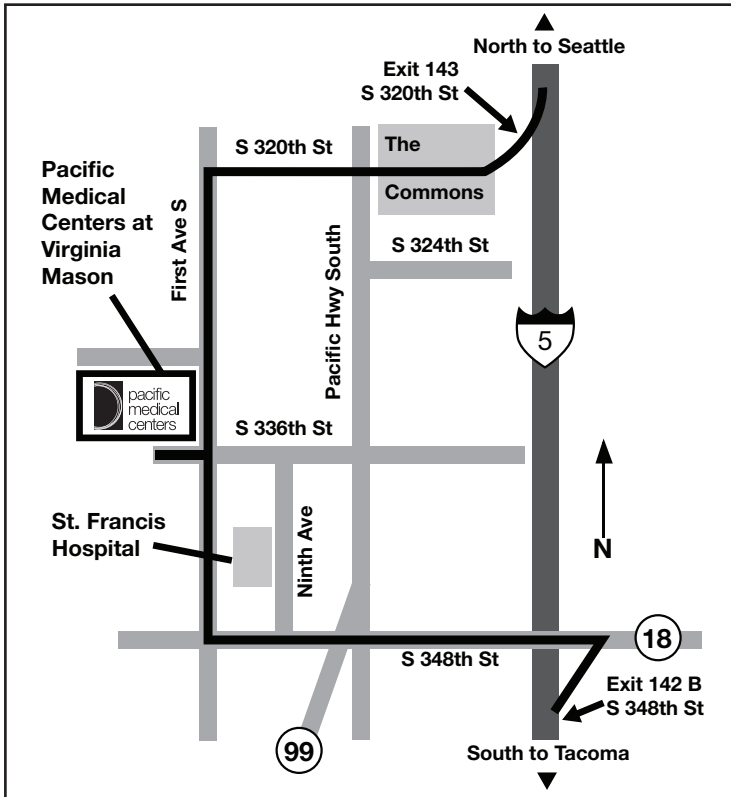 North to Seattle
Exit 143
S 320th St
S 320th St
The
Commons
Pacific
Medical
Centers at
Virginia
Mason
First Ave S
Pacific Hwy South
S 324th St
5
pacific
medical
centers
S 336th St
St. Francis
Hospital
Ninth Ave
N
18
S 348th St
Exit 142 B
S 348th St
99
South to Tacoma